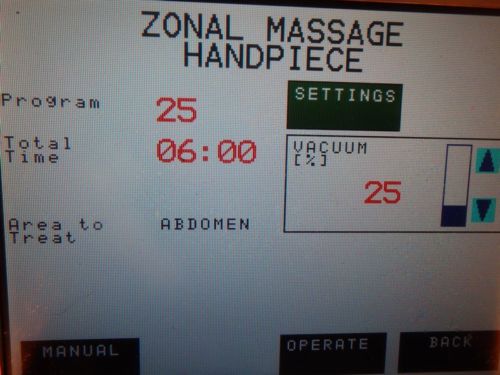 ZONAL MASSAGE
HANDPIECE
Program 25
SETTINGS
Total
Time 06:00
VACUUM
[%]
25
Area to
Treat ABDOMEN
MANUAL
OPERATE
BACK